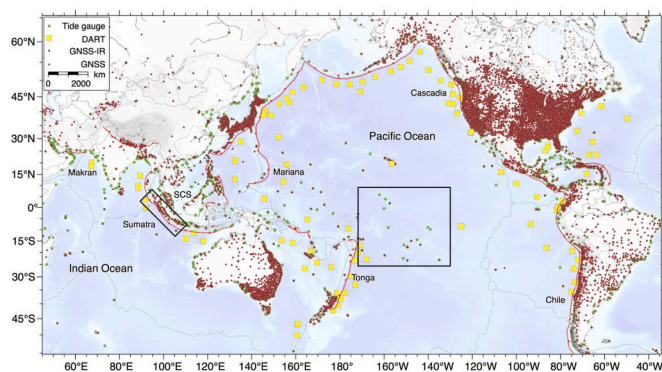 Tide gauge
DART
GNSS-IR
GNSS
km
0 2000
60°N
45°N
30°N
15°N
0°
15°S
30°S
45°S
Cascadia
Pacific Ocean
Makran
SCS
Mariana
Sumatra
Indian Ocean
Tonga
Chile
60°E 80°E 100°E 120°E 140°E 160°E 180°W 160°W 140°W 120°W 100°W 80°W 60°W 40°W